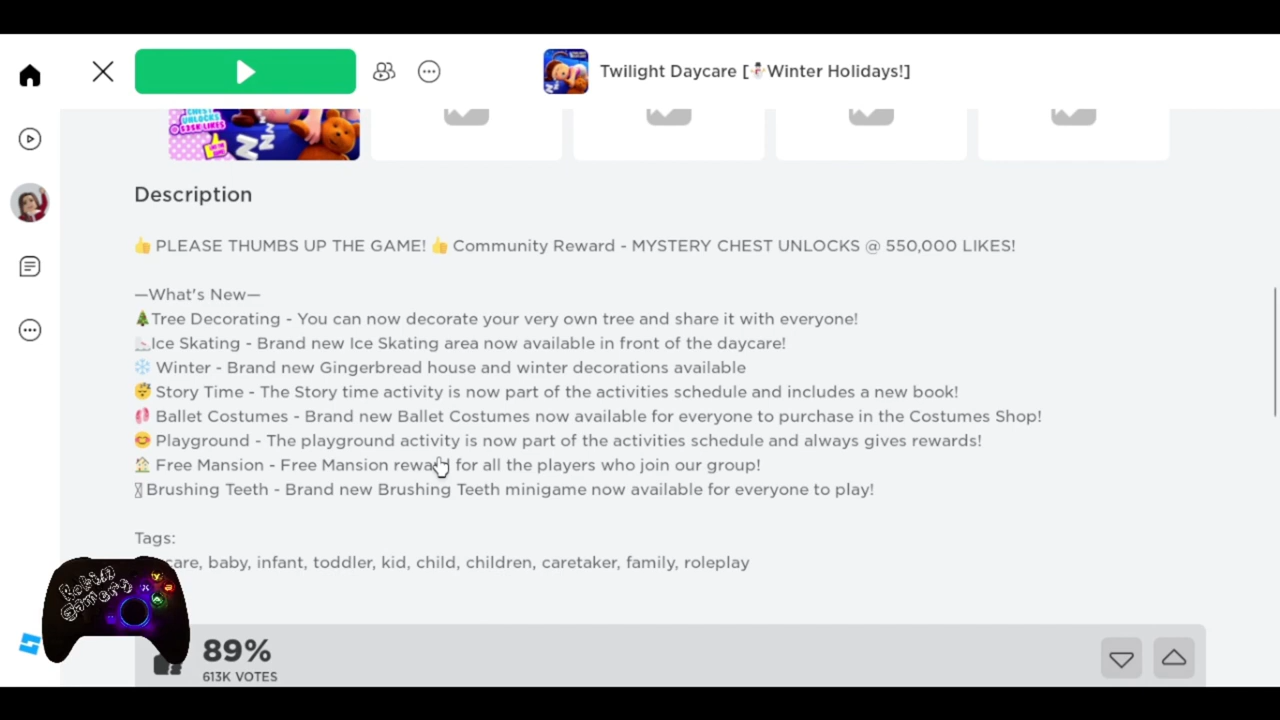 Twilight Daycare [⛄Winter Holidays!]
CHEST
UNLOCKS
Description
👍 PLEASE THUMBS UP THE GAME! 👍 Community Reward - MYSTERY CHEST UNLOCKS @ 550,000 LIKES!
—What's New—
🎄Tree Decorating - You can now decorate your very own tree and share it with everyone!
⛸️Ice Skating - Brand new Ice Skating area now available in front of the daycare!
❄️ Winter - Brand new Gingerbread house and winter decorations available
😴 Story Time - The Story time activity is now part of the activities schedule and includes a new book!
🩰 Ballet Costumes - Brand new Ballet Costumes now available for everyone to purchase in the Costumes Shop!
😊 Playground - The playground activity is now part of the activities schedule and always gives rewards!
🏠 Free Mansion - Free Mansion reward for all the players who join our group!
Brushing Teeth - Brand new Brushing Teeth minigame now available for everyone to play!
Tags:
care, baby, infant, toddler, kid, child, children, caretaker, family, roleplay
Robin
Gamery
89%
613K VOTES